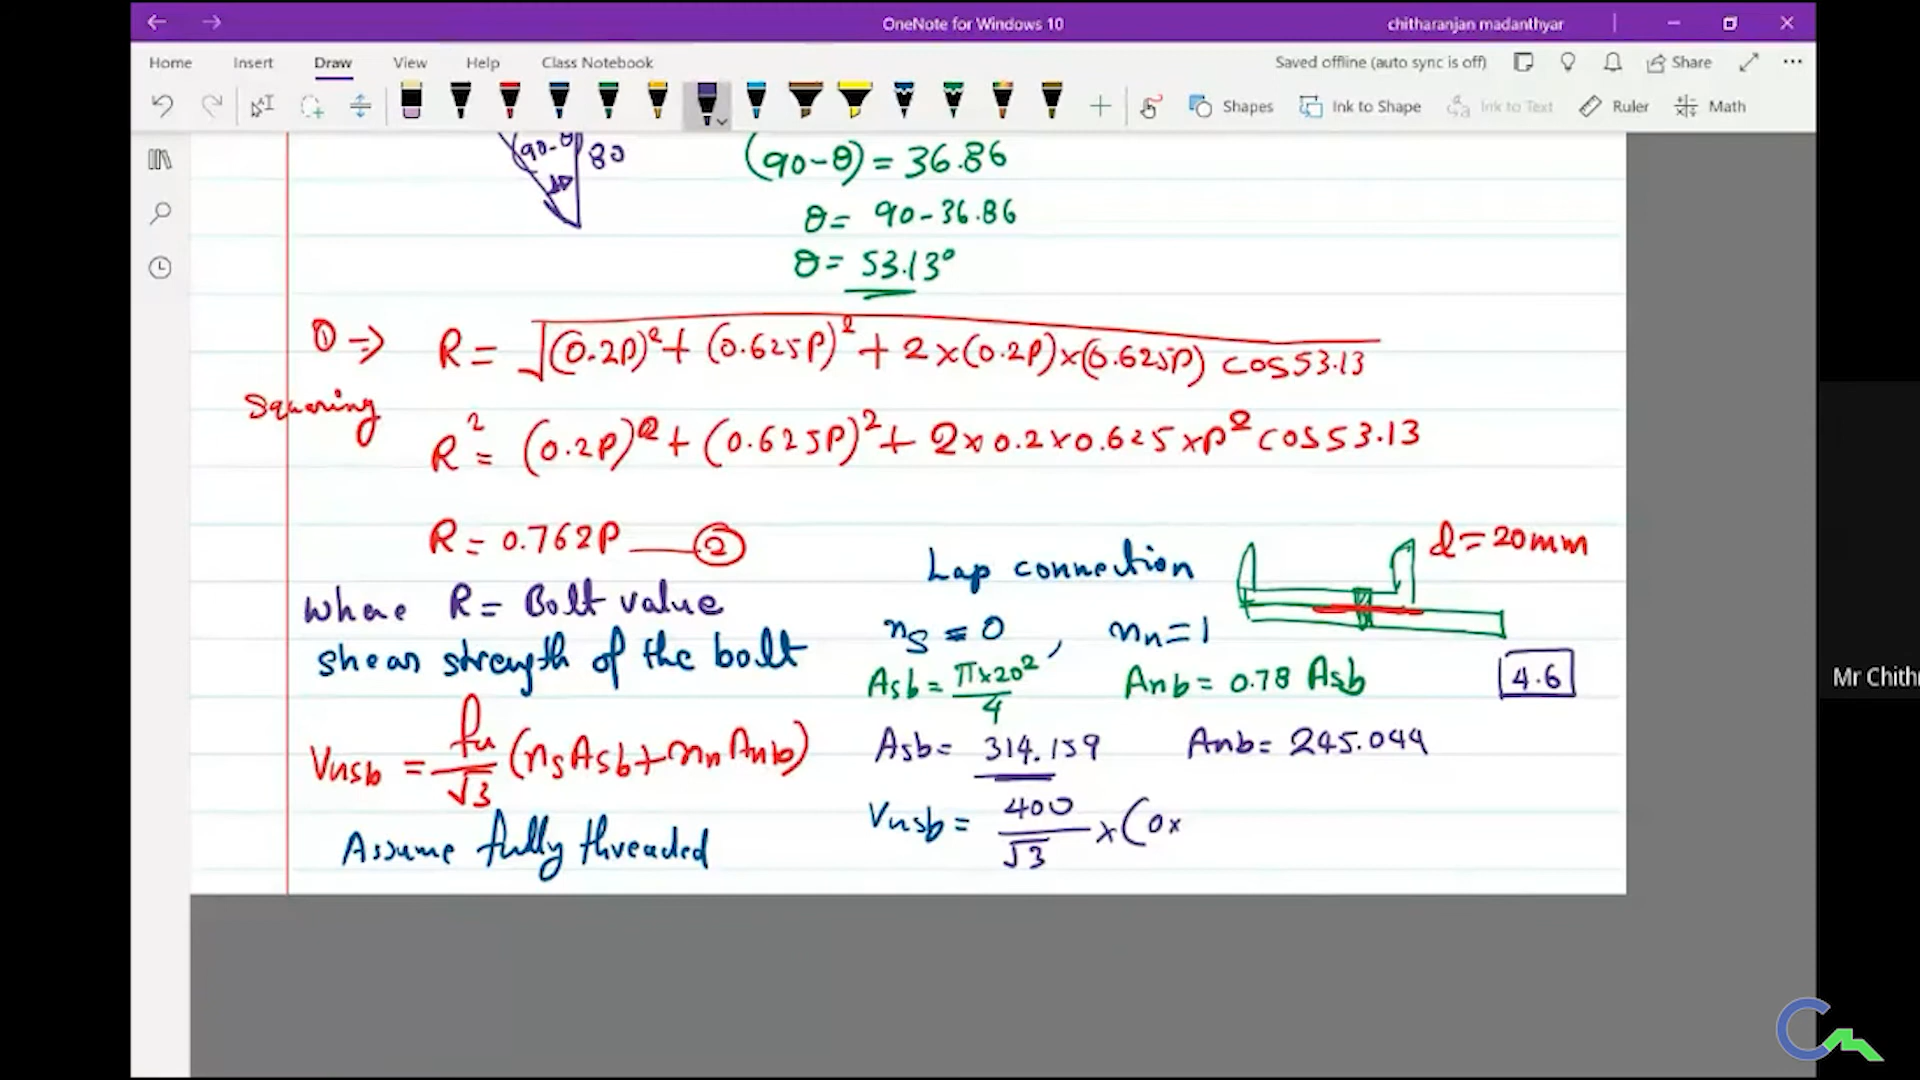 OneNote for Windows 10
chitharanjan madanthyar
Home Insert Draw View Help Class Notebook
Saved offline (auto sync is off) Share
Shapes Ink to Shape Ink to Text Ruler Math
(90-θ) 80
(90-θ) = 36.86
θ = 90-36.86
θ = 53.13°
① ⇒ R = √(0.2P)² + (0.625P)² + 2×(0.2P)×(0.625P) cos53.13
Squaring
R² = (0.2P)² + (0.625P)² + 2×0.2×0.625×P² cos53.13
R = 0.762P — ②
where R = Bolt value
shear strength of the bolt
Vnsb = fu/√3 (ns Asb + nn Anb)
Assume fully threaded
Lap connection
d = 20mm
ns = 0, nn = 1
Asb = π×20²/4 Anb = 0.78 Asb
4.6
Asb = 314.159 Anb = 245.044
Vnsb = 400/√3 × (0×
Mr Chithr